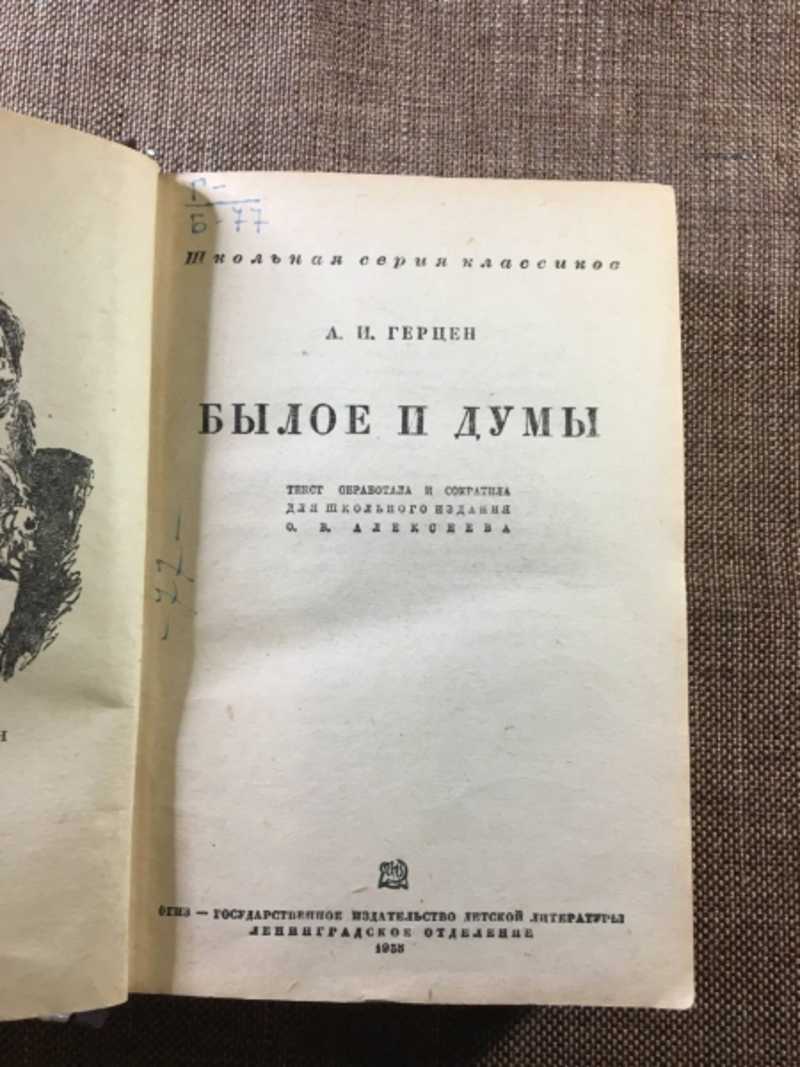 Г-
Б-77
Школьная серия классиков
А. И. ГЕРЦЕН
БЫЛОЕ И ДУМЫ
ТЕКСТ ОБРАБОТАЛА И СОКРАТИЛА
ДЛЯ ШКОЛЬНОГО ИЗДАНИЯ
О. В. АЛЕКСЕЕВА
-77-
н
ОГИЗ — ГОСУДАРСТВЕННОЕ ИЗДАТЕЛЬСТВО ДЕТСКОЙ ЛИТЕРАТУРЫ
ЛЕНИНГРАДСКОЕ ОТДЕЛЕНИЕ